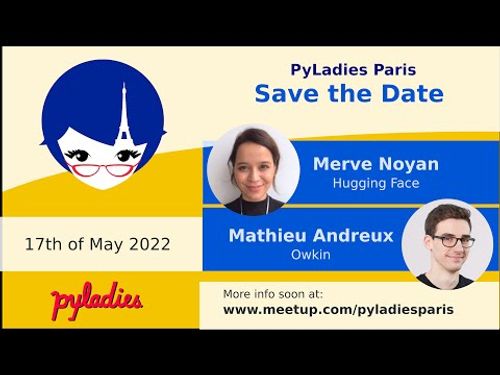 PyLadies Paris
Save the Date
Merve Noyan
Hugging Face
Mathieu Andreux
Owkin
17th of May 2022
pyladies
More info soon at:
www.meetup.com/pyladiesparis